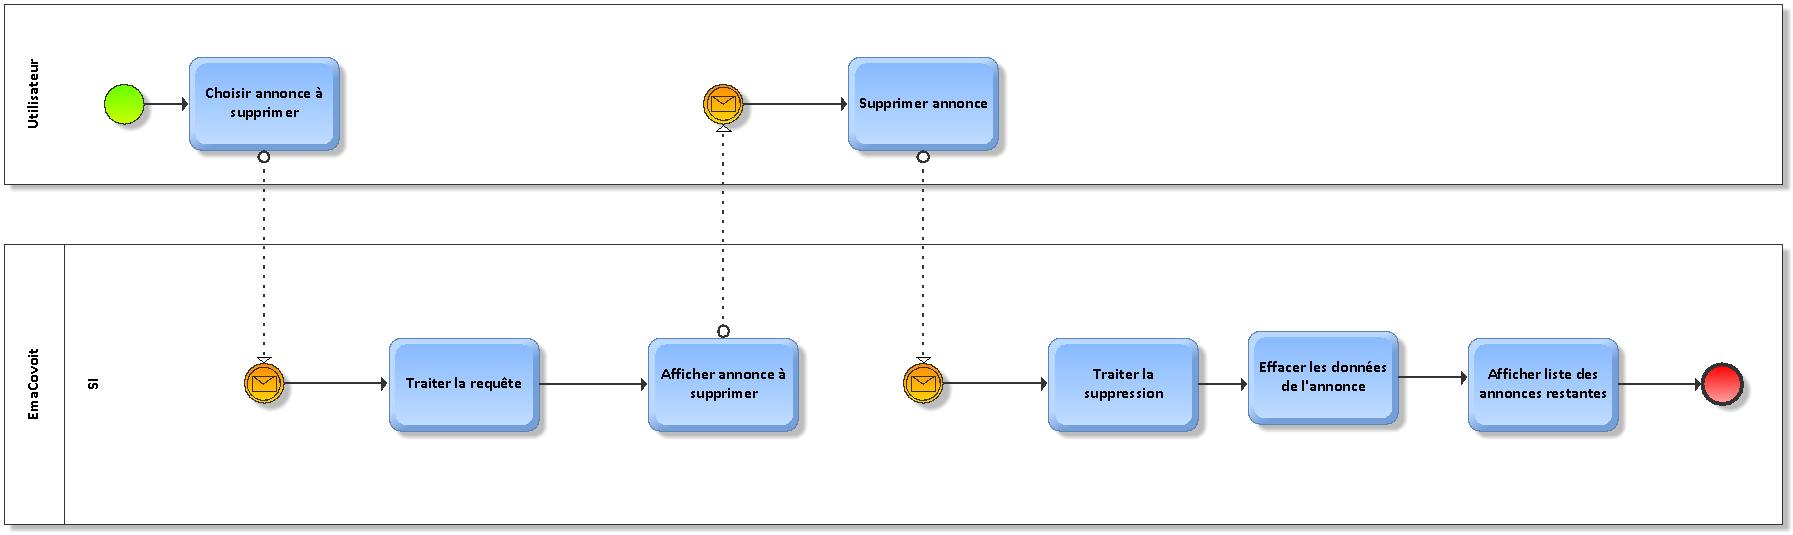 Utilisateur
Choisir annonce à
supprimer
Supprimer annonce
EmaCovoit
SI
Traiter la requête
Afficher annonce à
supprimer
Traiter la
suppression
Effacer les données
de l'annonce
Afficher liste des
annonces restantes